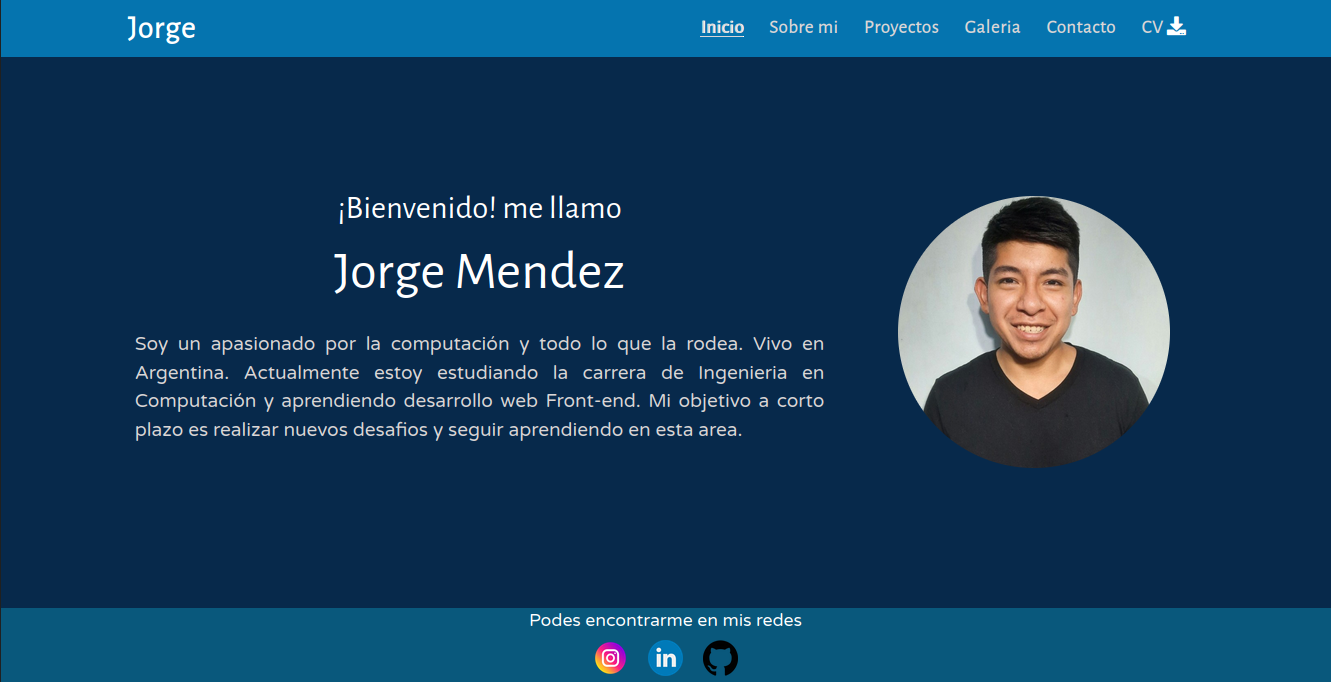 Jorge
Inicio Sobre mi Proyectos Galeria Contacto CV
¡Bienvenido! me llamo
Jorge Mendez
Soy un apasionado por la computación y todo lo que la rodea. Vivo en
Argentina. Actualmente estoy estudiando la carrera de Ingenieria en
Computación y aprendiendo desarrollo web Front-end. Mi objetivo a corto
plazo es realizar nuevos desafios y seguir aprendiendo en esta area.
Podes encontrarme en mis redes
in